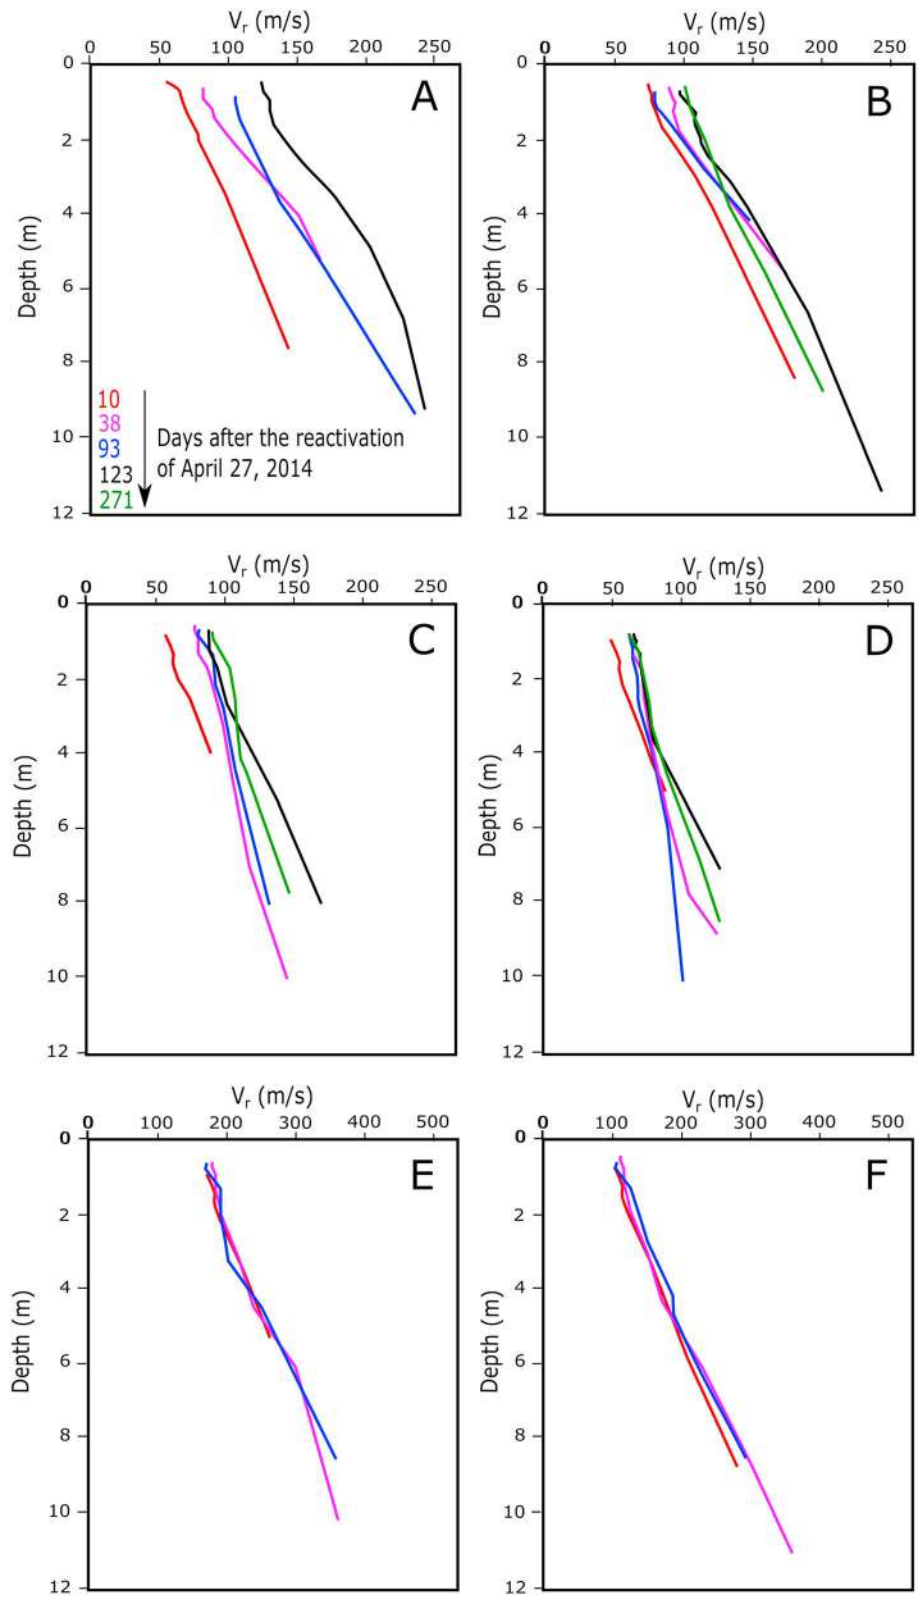 Vr (m/s)
0 50 100 150 200 250
0
2
4
6
8
10
12
Depth (m)
A
10
38
93
123
271
Days after the reactivation
of April 27, 2014
Vr (m/s)
0 50 100 150 200 250
0
2
4
6
8
10
12
Depth (m)
B
Vr (m/s)
0 50 100 150 200 250
0
2
4
6
8
10
12
Depth (m)
C
Vr (m/s)
0 50 100 150 200 250
0
2
4
6
8
10
12
Depth (m)
D
Vr (m/s)
0 100 200 300 400 500
0
2
4
6
8
10
12
Depth (m)
E
Vr (m/s)
0 100 200 300 400 500
0
2
4
6
8
10
12
Depth (m)
F